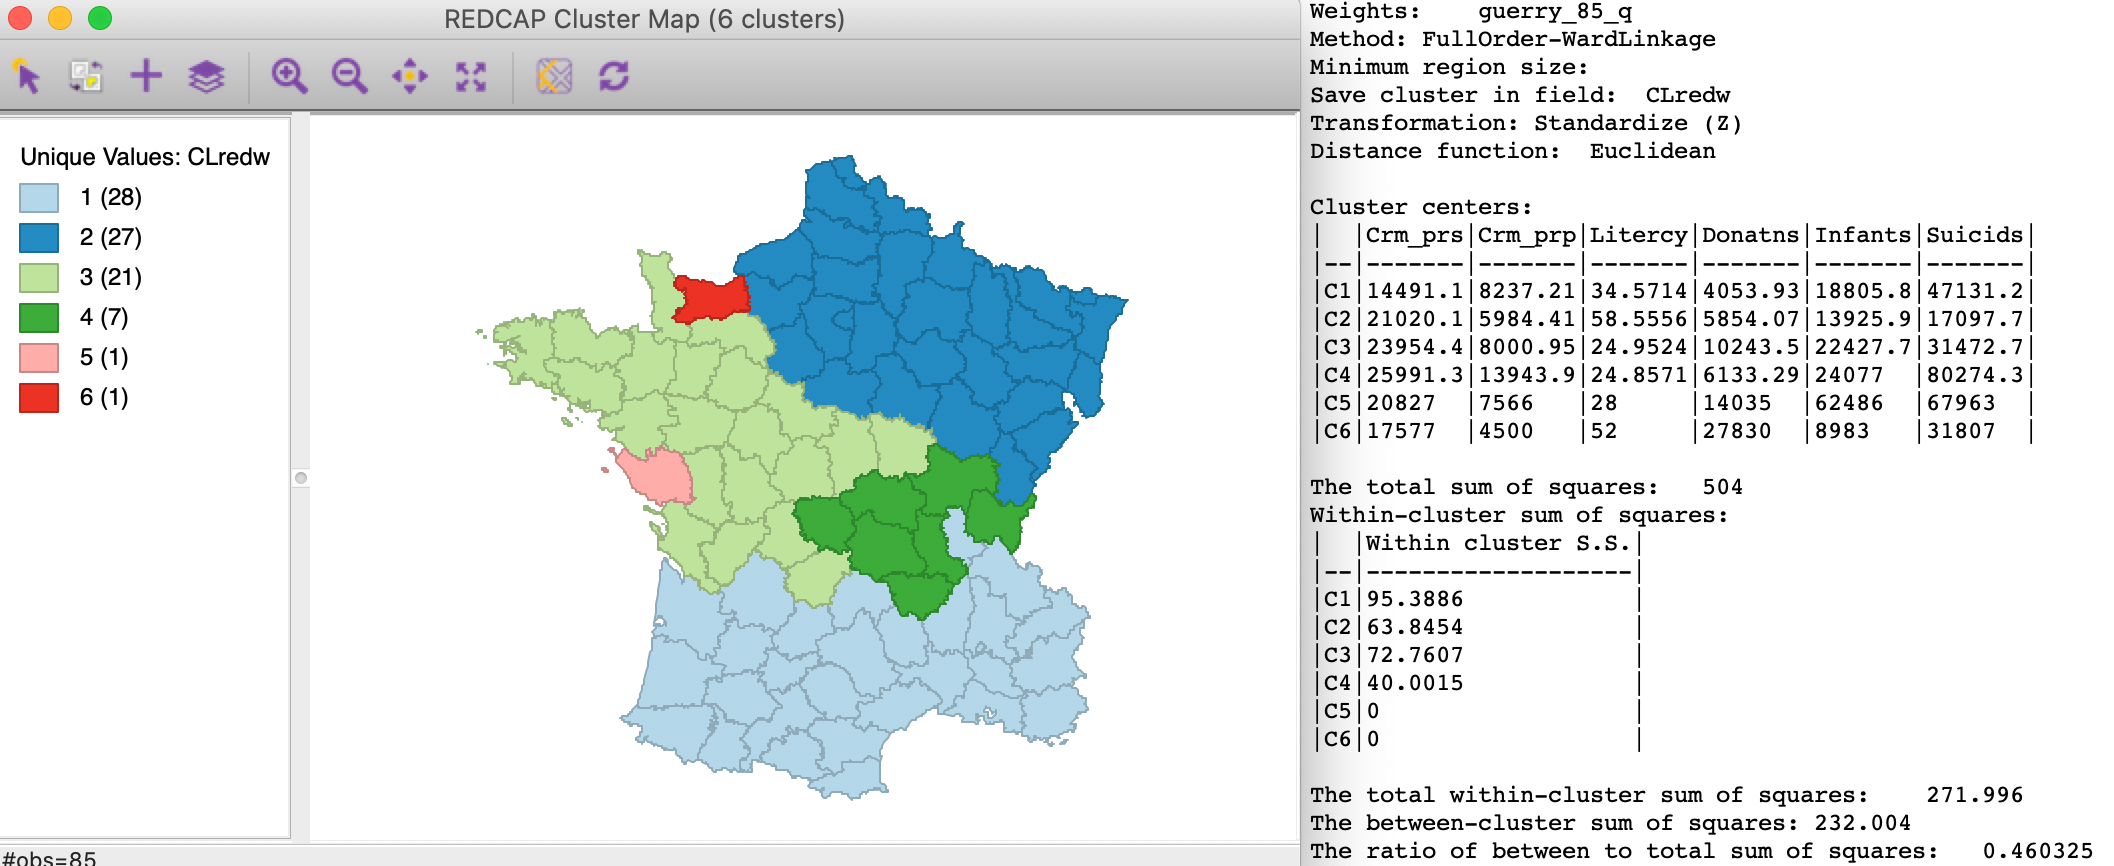 REDCAP Cluster Map (6 clusters)
Unique Values: CLredw
1 (28)
2 (27)
3 (21)
4 (7)
5 (1)
6 (1)
#obs=85
Weights:    guerry_85_q
Method: FullOrder-WardLinkage
Minimum region size:
Save cluster in field:  CLredw
Transformation: Standardize (Z)
Distance function:  Euclidean
Cluster centers:
|  |Crm_prs|Crm_prp|Litercy|Donatns|Infants|Suicids|
|--|-------|-------|-------|-------|-------|-------|
|C1|14491.1|8237.21|34.5714|4053.93|18805.8|47131.2|
|C2|21020.1|5984.41|58.5556|5854.07|13925.9|17097.7|
|C3|23954.4|8000.95|24.9524|10243.5|22427.7|31472.7|
|C4|25991.3|13943.9|24.8571|6133.29|24077  |80274.3|
|C5|20827  |7566   |28     |14035  |62486  |67963  |
|C6|17577  |4500   |52     |27830  |8983   |31807  |
The total sum of squares:   504
Within-cluster sum of squares:
|  |Within cluster S.S.|
|--|-------------------|
|C1|95.3886            |
|C2|63.8454            |
|C3|72.7607            |
|C4|40.0015            |
|C5|0                  |
|C6|0                  |
The total within-cluster sum of squares:    271.996
The between-cluster sum of squares: 232.004
The ratio of between to total sum of squares:   0.460325